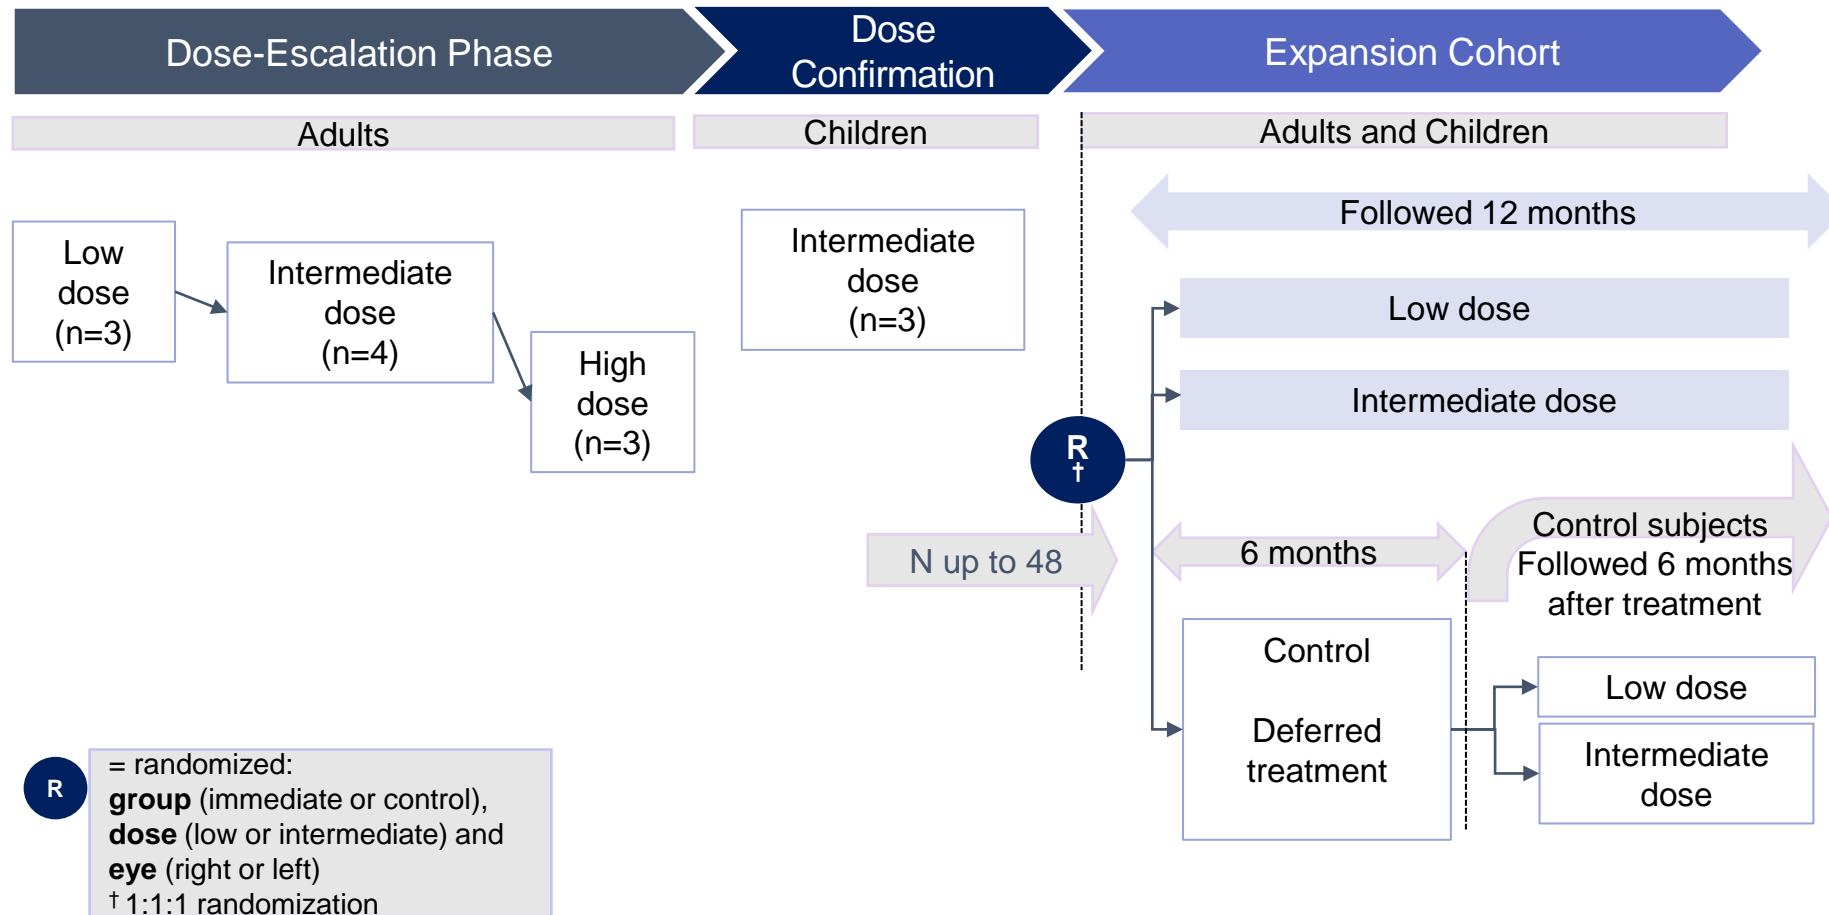 Dose-Escalation Phase
Dose
Confirmation
Expansion Cohort
Adults
Children
Adults and Children
Low
dose
(n=3)
Intermediate
dose
(n=4)
High
dose
(n=3)
Intermediate
dose
(n=3)
Followed 12 months
Low dose
Intermediate dose
R
†
N up to 48
6 months
Control subjects
Followed 6 months
after treatment
Control
Deferred
treatment
Low dose
Intermediate
dose
R
= randomized:
group (immediate or control),
dose (low or intermediate) and
eye (right or left)
† 1:1:1 randomization